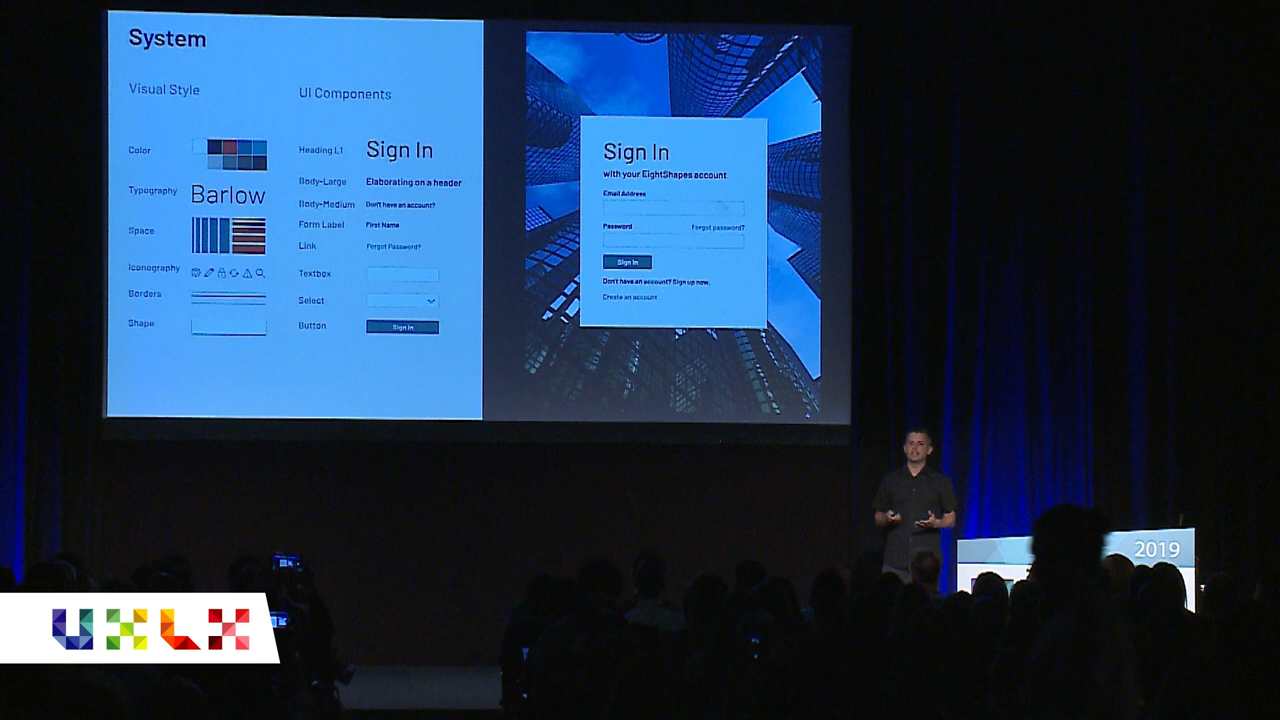 System
Visual Style
UI Components
Color
Typography
Barlow
Space
Iconography
Borders
Shape
Heading L1
Sign In
Body-Large
Elaborating on a header
Body-Medium
Don't have an account?
Form Label
First Name
Link
Forgot Password?
Textbox
Select
Button
Sign In
Sign In
with your EightShapes account
Email Address
Password
Forgot password?
Sign In
Don't have an account? Sign up now.
Create an account
2019
UXLX